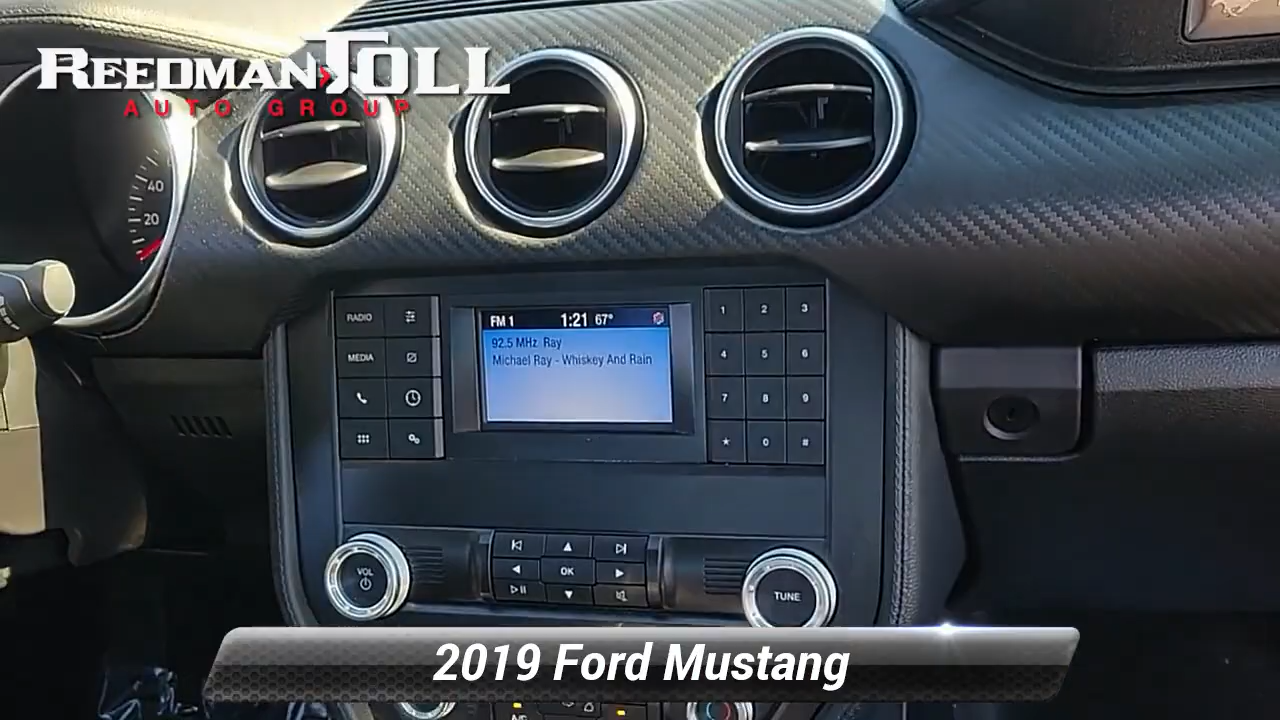 REEDMAN TOLL
AUTO GROUP
40
20
RADIO
MEDIA
FM 1 1:21 67°
92.5 MHz Ray
Michael Ray - Whiskey And Rain
1 2 3
4 5 6
7 8 9
* 0 #
VOL
OK
TUNE
2019 Ford Mustang
A/C